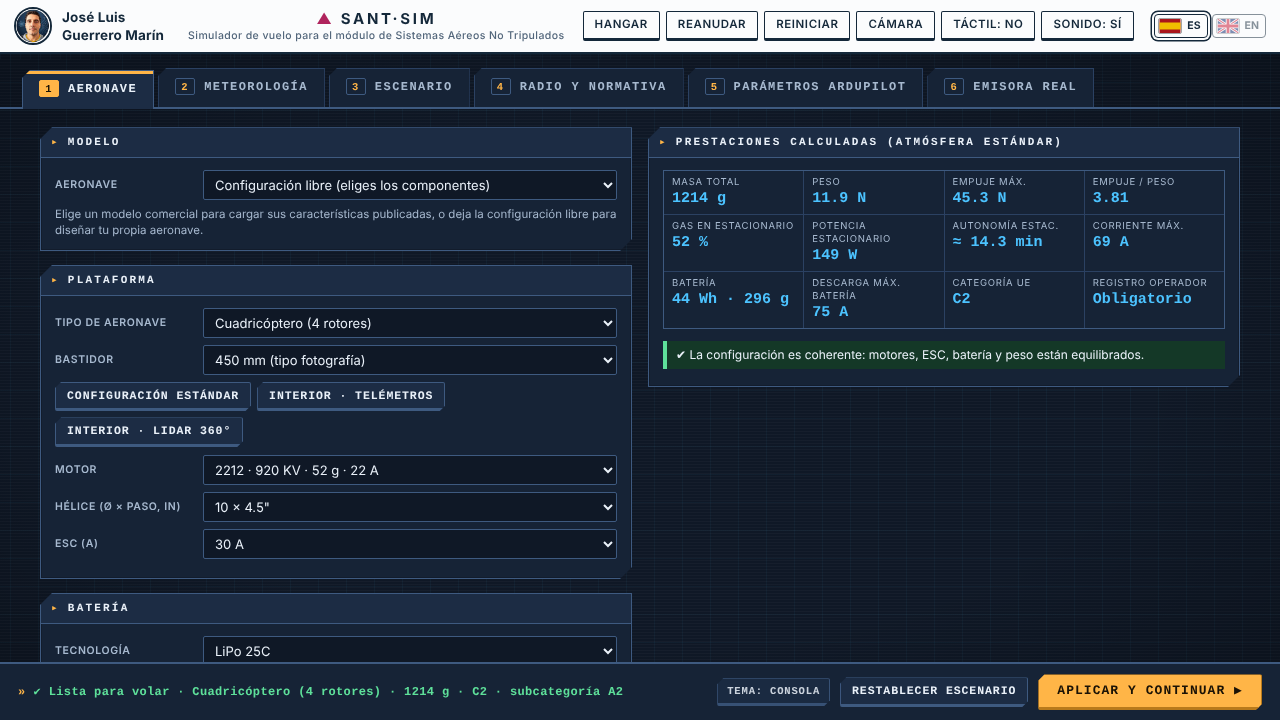 José Luis
Guerrero Marín
SANT·SIM
Simulador de vuelo para el módulo de Sistemas Aéreos No Tripulados
HANGAR
REANUDAR
REINICIAR
CÁMARA
TÁCTIL: NO
SONIDO: SÍ
ES
EN
1 AERONAVE
2 METEOROLOGÍA
3 ESCENARIO
4 RADIO Y NORMATIVA
5 PARÁMETROS ARDUPILOT
6 EMISORA REAL
▸ MODELO
AERONAVE
Configuración libre (eliges los componentes)
Elige un modelo comercial para cargar sus características publicadas, o deja la configuración libre para
diseñar tu propia aeronave.
▸ PLATAFORMA
TIPO DE AERONAVE
Cuadricóptero (4 rotores)
BASTIDOR
450 mm (tipo fotografía)
CONFIGURACIÓN ESTÁNDAR
INTERIOR · TELÉMETROS
INTERIOR · LIDAR 360°
MOTOR
2212 · 920 KV · 52 g · 22 A
HÉLICE (Ø × PASO, IN)
10 × 4.5"
ESC (A)
30 A
▸ BATERÍA
TECNOLOGÍA
LiPo 25C
▸ PRESTACIONES CALCULADAS (ATMÓSFERA ESTÁNDAR)
MASA TOTAL
1214 g
PESO
11.9 N
EMPUJE MÁX.
45.3 N
EMPUJE / PESO
3.81
GAS EN ESTACIONARIO
52 %
POTENCIA
ESTACIONARIO
149 W
AUTONOMÍA ESTAC.
≈ 14.3 min
CORRIENTE MÁX.
69 A
BATERÍA
44 Wh · 296 g
DESCARGA MÁX.
BATERÍA
75 A
CATEGORÍA UE
C2
REGISTRO OPERADOR
Obligatorio
✔ La configuración es coherente: motores, ESC, batería y peso están equilibrados.
» ✔ Lista para volar · Cuadricóptero (4 rotores) · 1214 g · C2 · subcategoría A2
TEMA: CONSOLA
RESTABLECER ESCENARIO
APLICAR Y CONTINUAR ▶